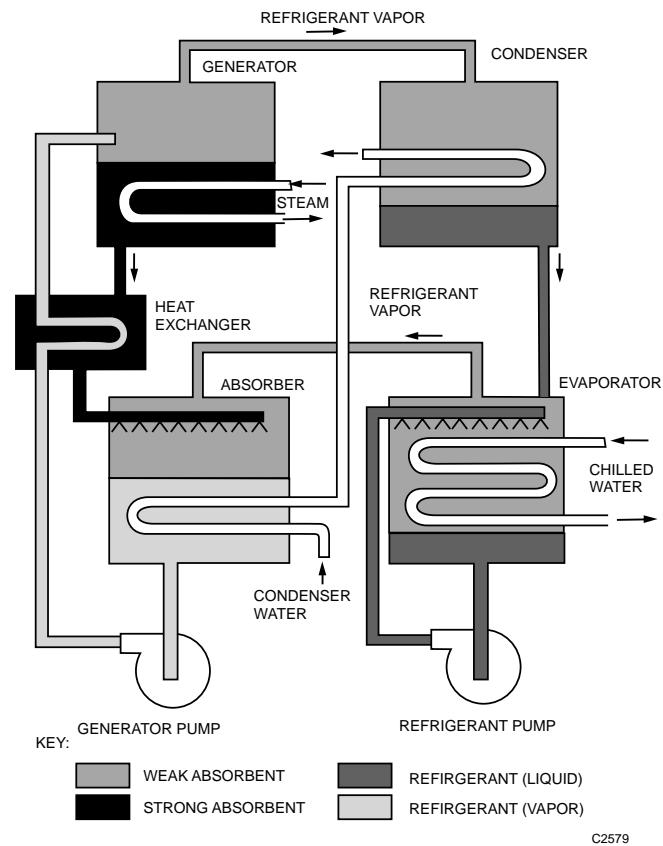 REFRIGERANT VAPOR
GENERATOR
CONDENSER
STEAM
HEAT
EXCHANGER
REFRIGERANT
VAPOR
ABSORBER
EVAPORATOR
CHILLED
WATER
CONDENSER
WATER
GENERATOR PUMP
REFRIGERANT PUMP
KEY:
WEAK ABSORBENT
REFIRGERANT (LIQUID)
STRONG ABSORBENT
REFIRGERANT (VAPOR)
C2579